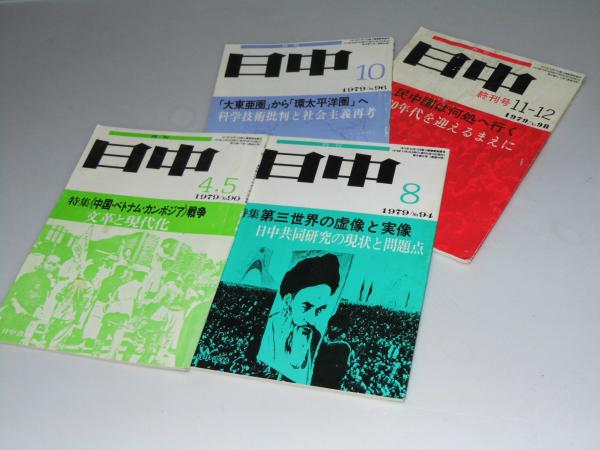 日中
10
1979/No.96
「大東亜圏」から「環太平洋圏」へ
科学技術批判と社会主義再考
日中
終刊号 11-12
1979/No.98
民中国は何処へ行く
0年代を迎えるまえに
日中
4.5
1979/No.90
特集〈中国・ベトナム・カンボジア〉戦争
文革と現代化
日中
8
1979/No.94
特集 第三世界の虚像と実像
日中共同研究の現状と問題点